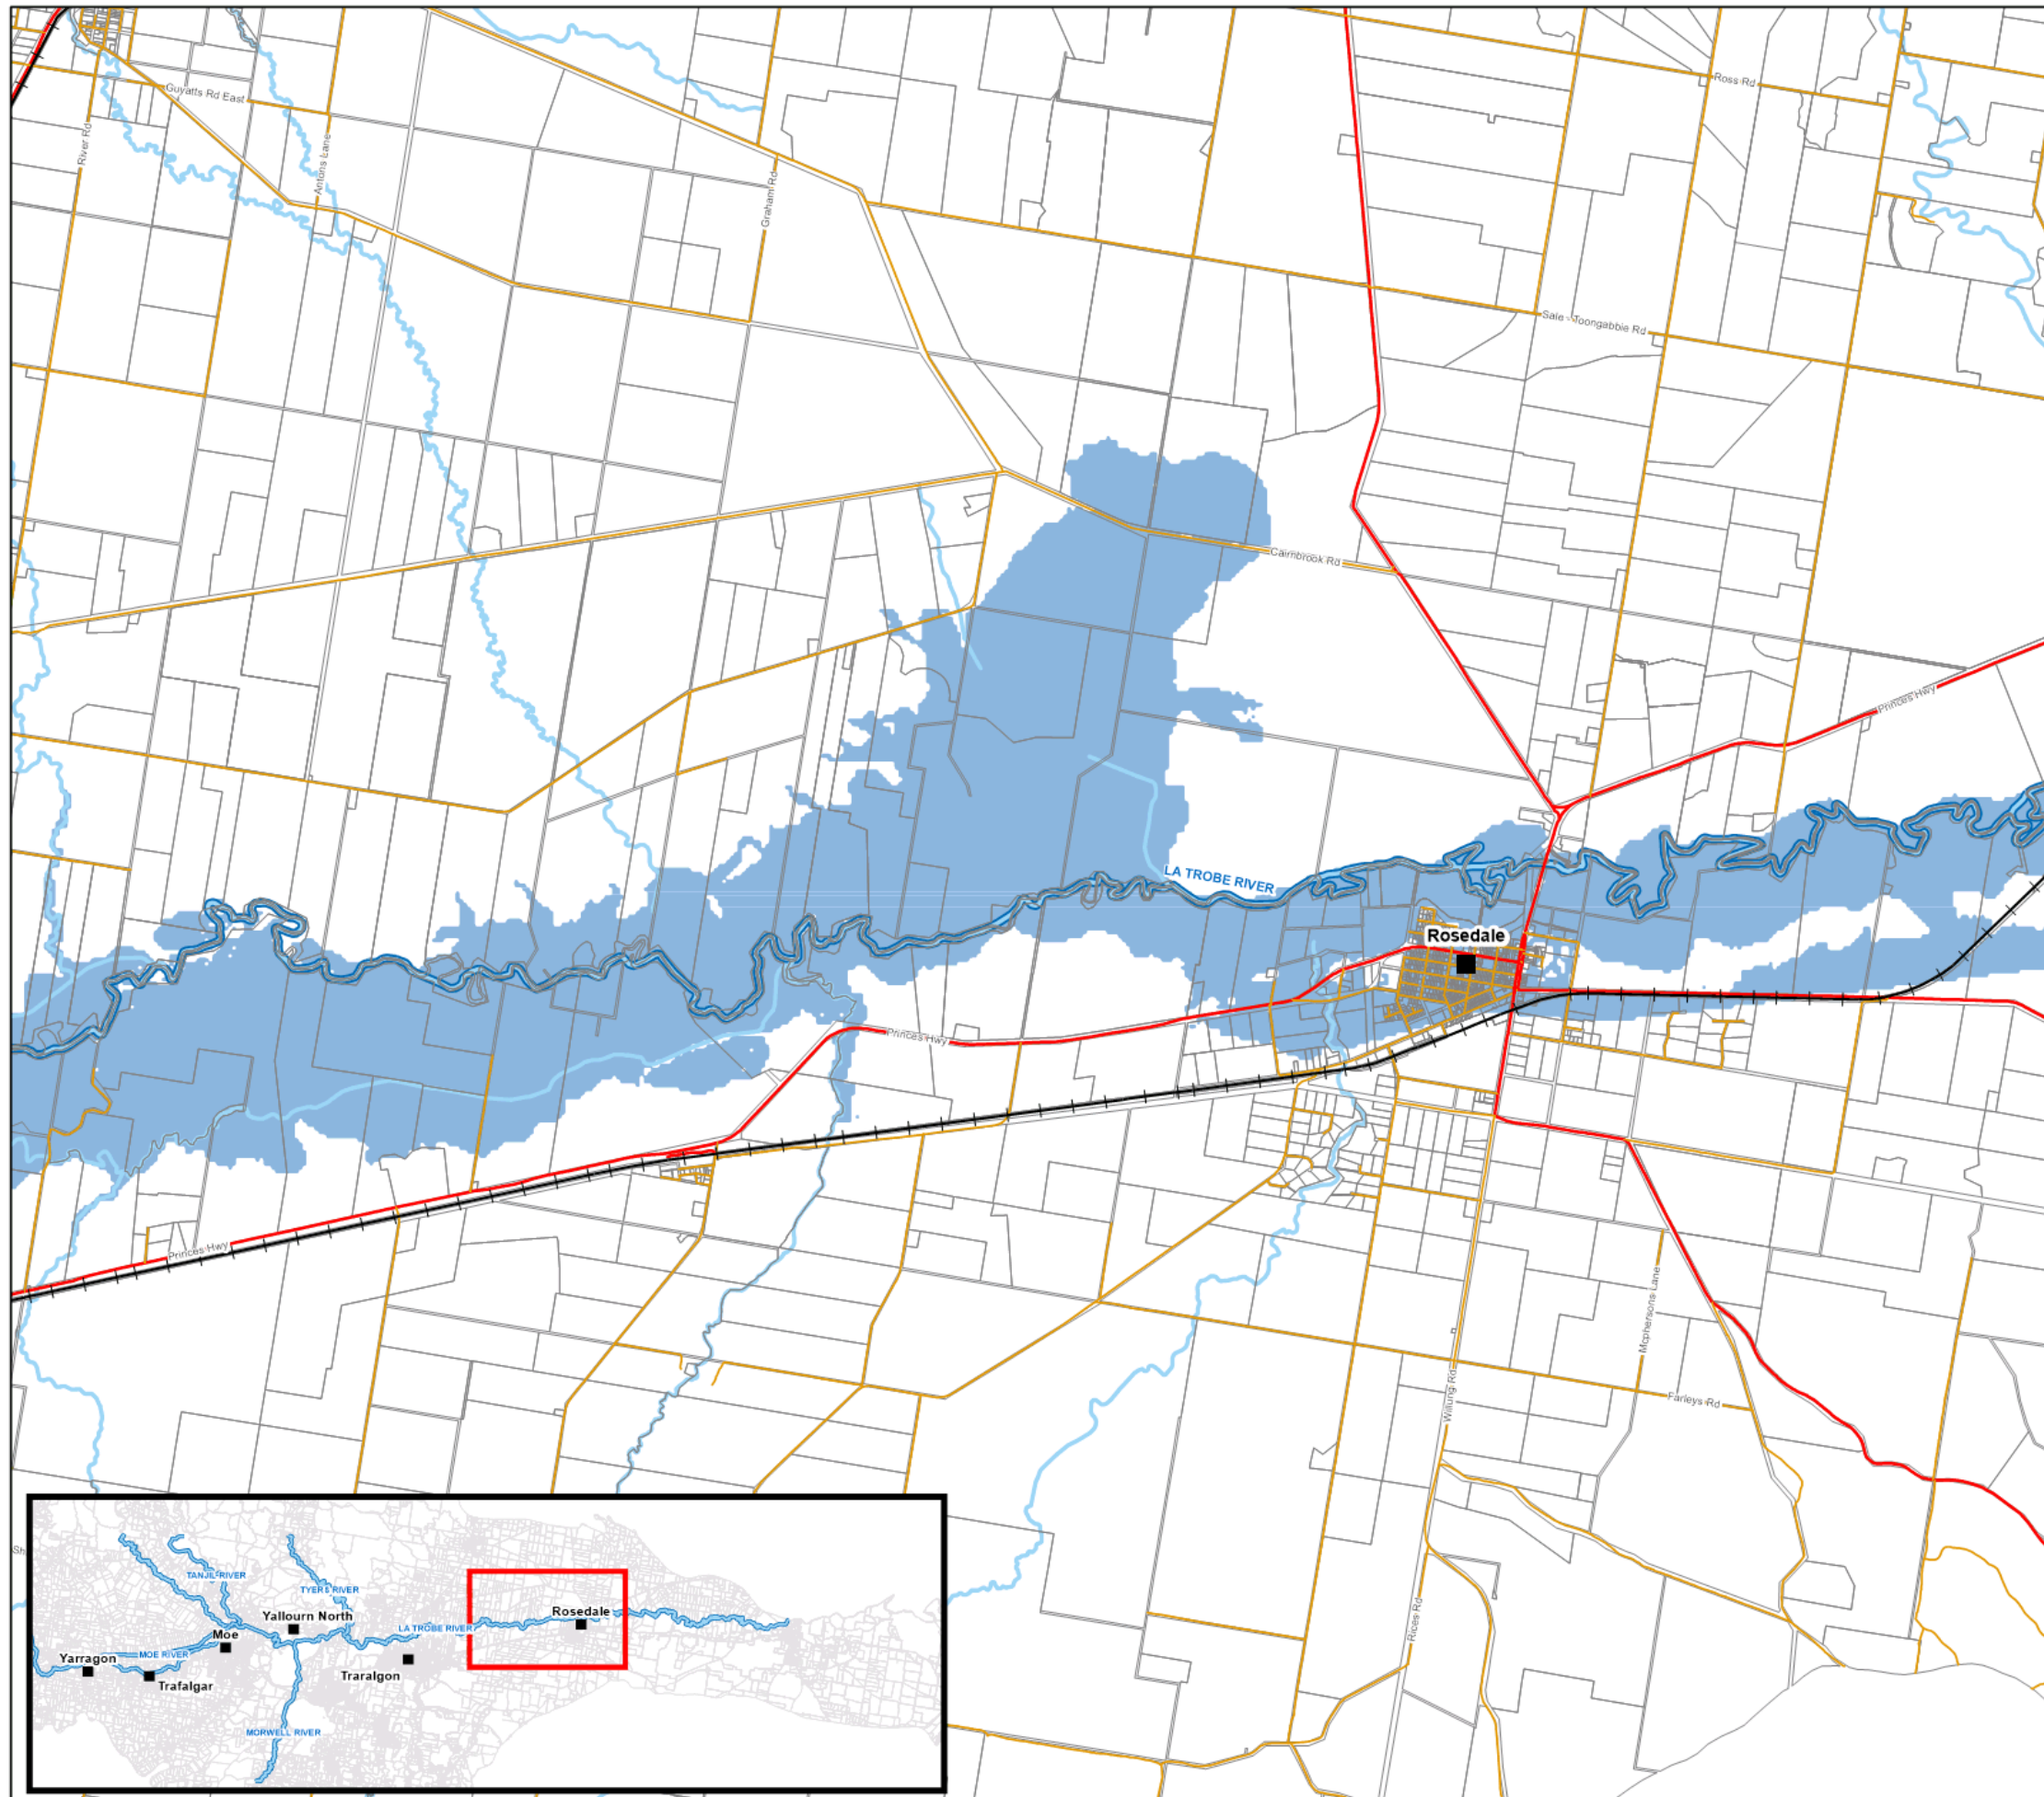 Ross Rd
Guyatts Rd East
River Rd
Antons Lane
Graham Rd
Sale - Toongabbie Rd
Cairnbrook Rd
Princes Hwy
LA TROBE RIVER
Rosedale
Princes Hwy
Princes Hwy
Mcphersons Lane
Willung Rd
Farleys Rd
Rices Rd
TANJIL RIVER
TYERS RIVER
Yallourn North
Rosedale
LA TROBE RIVER
Moe
MOE RIVER
Yarragon
Trafalgar
Traralgon
MORWELL RIVER